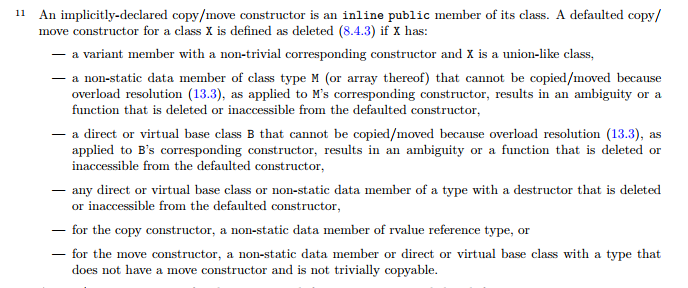 11 An implicitly-declared copy/move constructor is an inline public member of its class. A defaulted copy/
move constructor for a class X is defined as deleted (8.4.3) if X has:
— a variant member with a non-trivial corresponding constructor and X is a union-like class,
— a non-static data member of class type M (or array thereof) that cannot be copied/moved because
overload resolution (13.3), as applied to M's corresponding constructor, results in an ambiguity or a
function that is deleted or inaccessible from the defaulted constructor,
— a direct or virtual base class B that cannot be copied/moved because overload resolution (13.3), as
applied to B's corresponding constructor, results in an ambiguity or a function that is deleted or
inaccessible from the defaulted constructor,
— any direct or virtual base class or non-static data member of a type with a destructor that is deleted
or inaccessible from the defaulted constructor,
— for the copy constructor, a non-static data member of rvalue reference type, or
— for the move constructor, a non-static data member or direct or virtual base class with a type that
does not have a move constructor and is not trivially copyable.